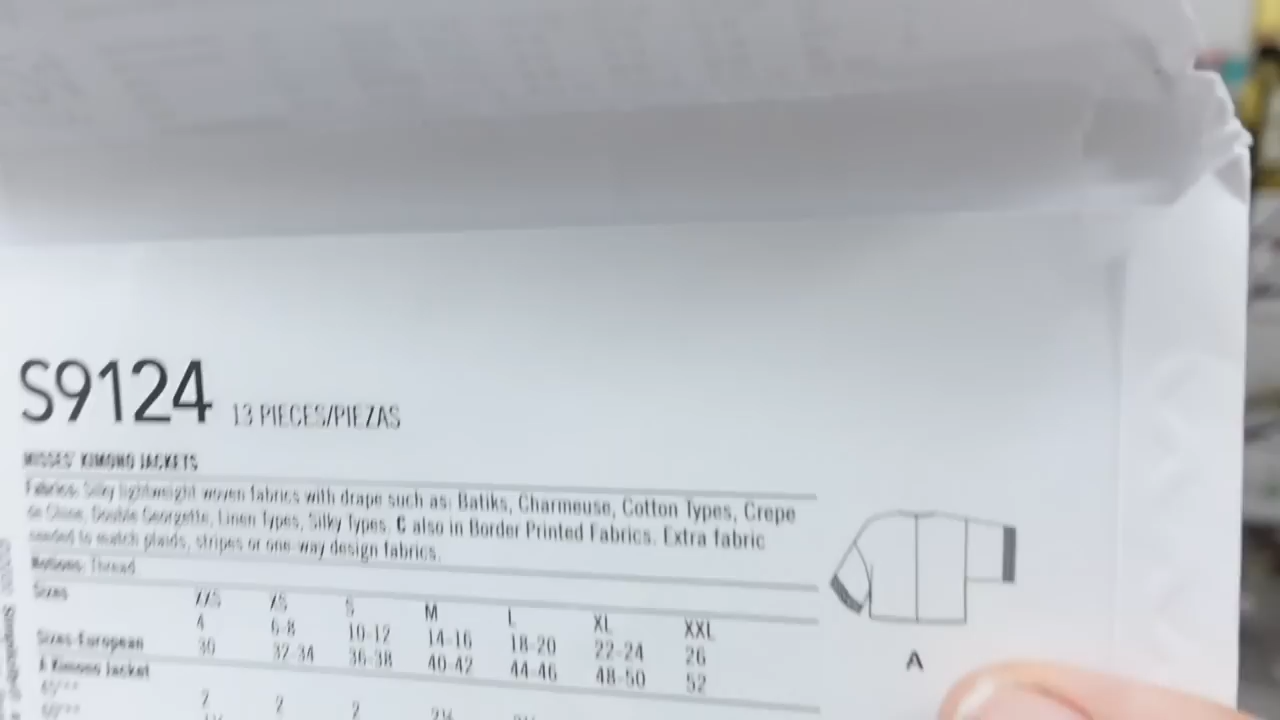 S9124 13 PIECES/PIEZAS
MISSES' KIMONO JACKETS
Fabrics: Silky lightweight woven fabrics with drape such as: Batiks, Charmeuse, Cotton Types, Crepe
de Chine, Double Georgette, Linen Types, Silky Types. C also in Border Printed Fabrics. Extra fabric
needed to match plaids, stripes or one-way design fabrics.
Notions: Thread
Sizes XXS XS S M L XL XXL
4 6-8 10-12 14-16 18-20 22-24 26
Sizes-European 30 32-34 36-38 40-42 44-46 48-50 52
A Kimono Jacket
2 2 2
A